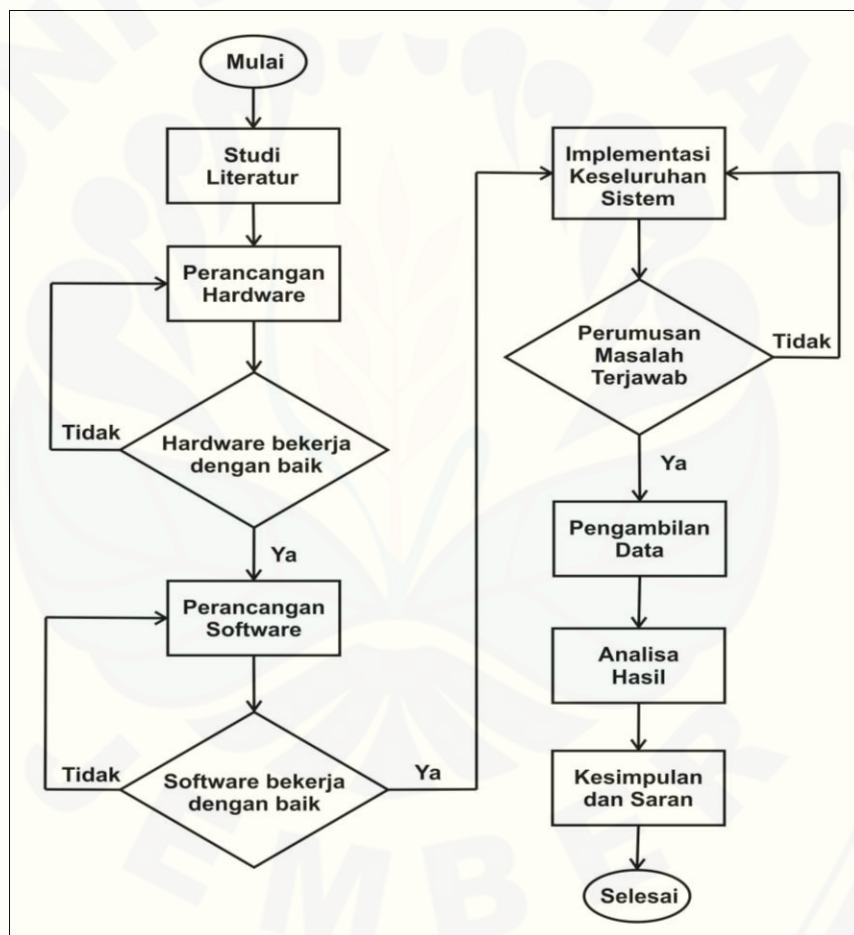 Mulai
Studi
Literatur
Perancangan
Hardware
Tidak
Hardware bekerja
dengan baik
Ya
Perancangan
Software
Tidak
Software bekerja
dengan baik
Ya
Implementasi
Keseluruhan
Sistem
Perumusan
Masalah
Terjawab
Tidak
Ya
Pengambilan
Data
Analisa
Hasil
Kesimpulan
dan Saran
Selesai
JEMBER